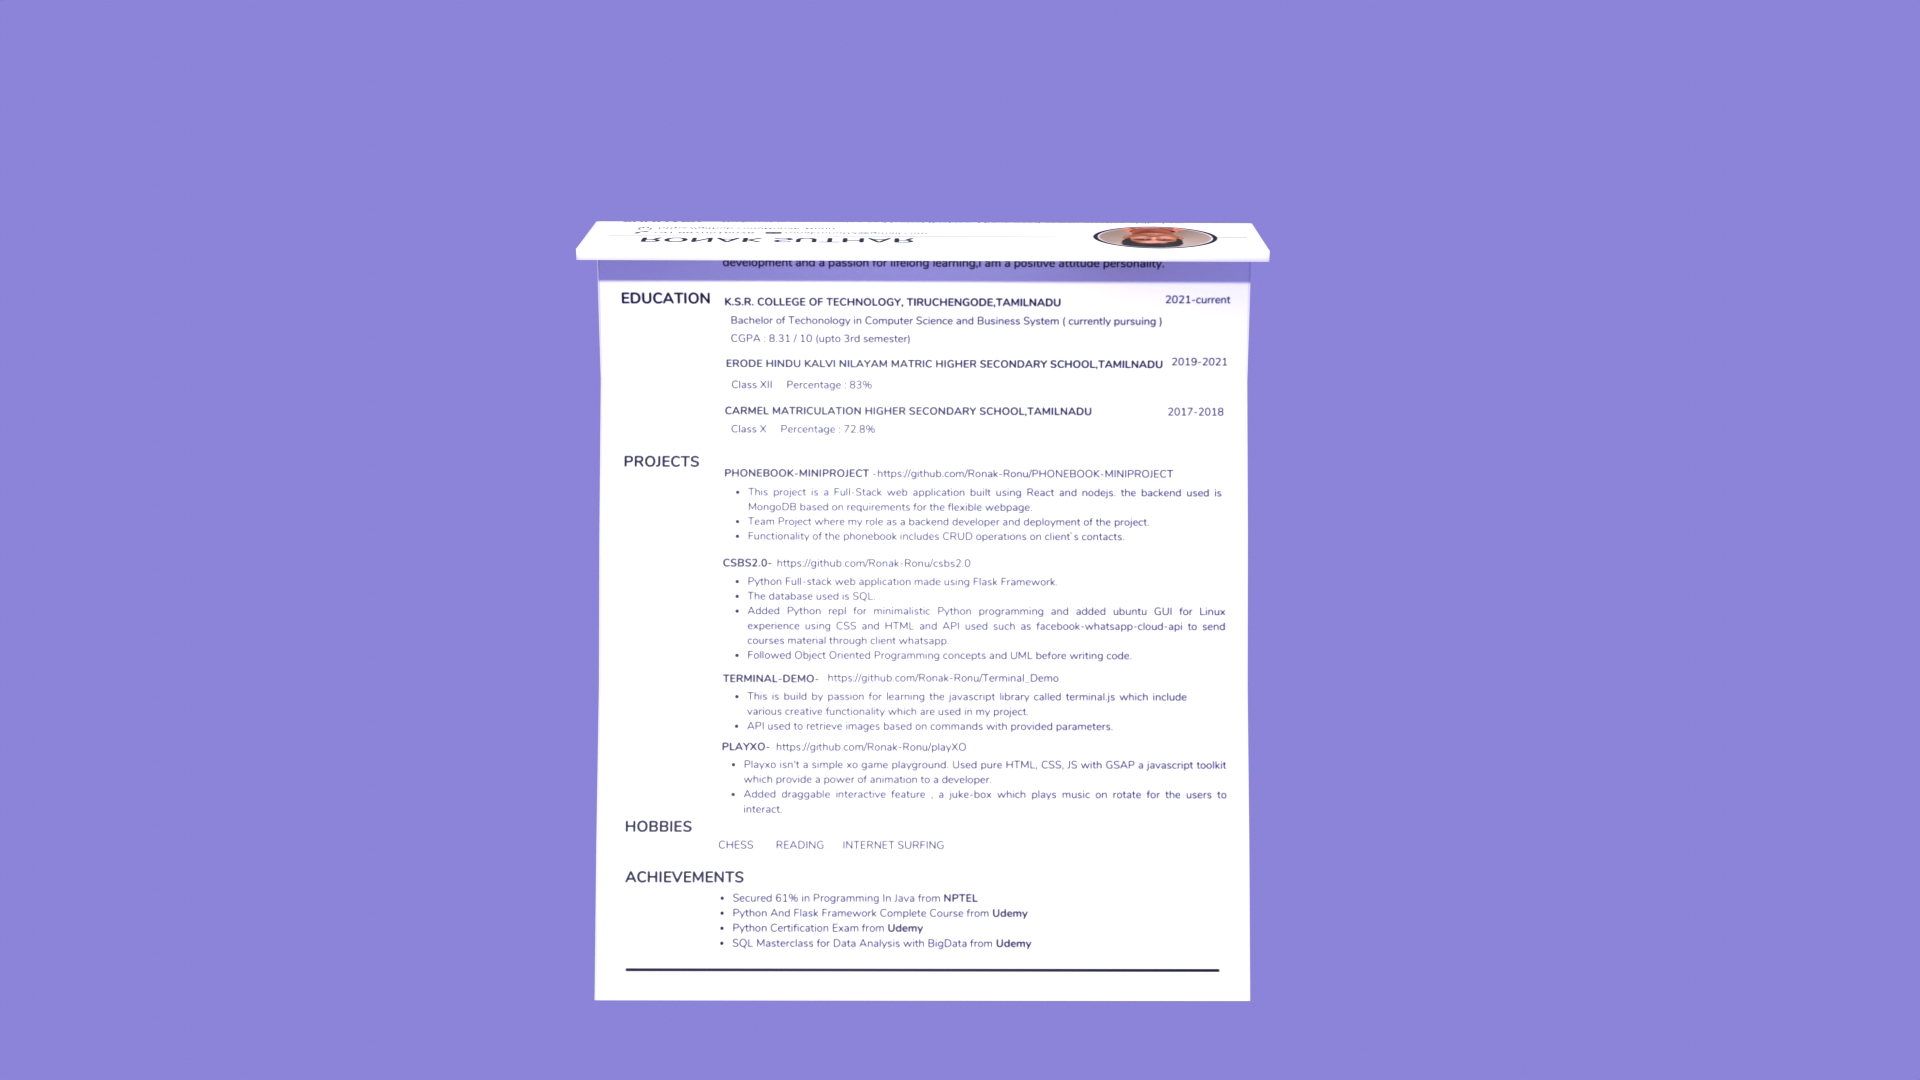 RONAK SUTHAR
development and a passion for lifelong learning,I am a positive attitude personality.
EDUCATION
K.S.R. COLLEGE OF TECHNOLOGY, TIRUCHENGODE,TAMILNADU 2021-current
Bachelor of Techonology in Computer Science and Business System ( currently pursuing )
CGPA : 8.31 / 10 (upto 3rd semester)
ERODE HINDU KALVI NILAYAM MATRIC HIGHER SECONDARY SCHOOL,TAMILNADU 2019-2021
Class XII Percentage : 83%
CARMEL MATRICULATION HIGHER SECONDARY SCHOOL,TAMILNADU 2017-2018
Class X Percentage : 72.8%
PROJECTS
PHONEBOOK-MINIPROJECT -https://github.com/Ronak-Ronu/PHONEBOOK-MINIPROJECT
• This project is a Full-Stack web application built using React and nodejs. the backend used is
MongoDB based on requirements for the flexible webpage.
• Team Project where my role as a backend developer and deployment of the project.
• Functionality of the phonebook includes CRUD operations on client's contacts.
CSBS2.0- https://github.com/Ronak-Ronu/csbs2.0
• Python Full-stack web application made using Flask Framework.
• The database used is SQL.
• Added Python repl for minimalistic Python programming and added ubuntu GUI for Linux
experience using CSS and HTML and API used such as facebook-whatsapp-cloud-api to send
courses material through client whatsapp.
• Followed Object Oriented Programming concepts and UML before writing code.
TERMINAL-DEMO- https://github.com/Ronak-Ronu/Terminal_Demo
• This is build by passion for learning the javascript library called terminal.js which include
various creative functionality which are used in my project.
• API used to retrieve images based on commands with provided parameters.
PLAYXO- https://github.com/Ronak-Ronu/playXO
• Playxo isn't a simple xo game playground. Used pure HTML, CSS, JS with GSAP a javascript toolkit
which provide a power of animation to a developer.
• Added draggable interactive feature , a juke-box which plays music on rotate for the users to
interact.
HOBBIES
CHESS READING INTERNET SURFING
ACHIEVEMENTS
• Secured 61% in Programming In Java from NPTEL
• Python And Flask Framework Complete Course from Udemy
• Python Certification Exam from Udemy
• SQL Masterclass for Data Analysis with BigData from Udemy